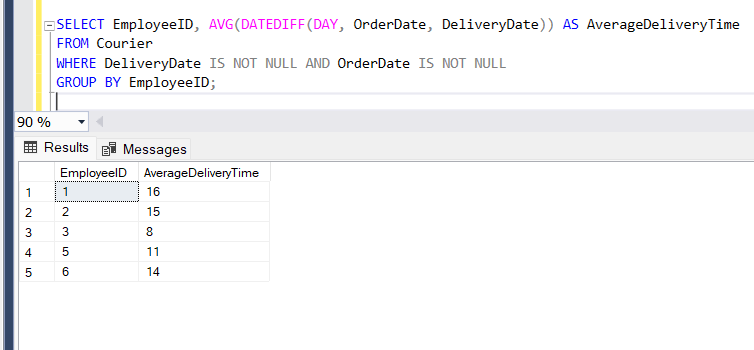 SELECT EmployeeID, AVG(DATEDIFF(DAY, OrderDate, DeliveryDate)) AS AverageDeliveryTime
FROM Courier
WHERE DeliveryDate IS NOT NULL AND OrderDate IS NOT NULL
GROUP BY EmployeeID;
90 %
Results Messages
EmployeeID AverageDeliveryTime
1 1 16
2 2 15
3 3 8
4 5 11
5 6 14